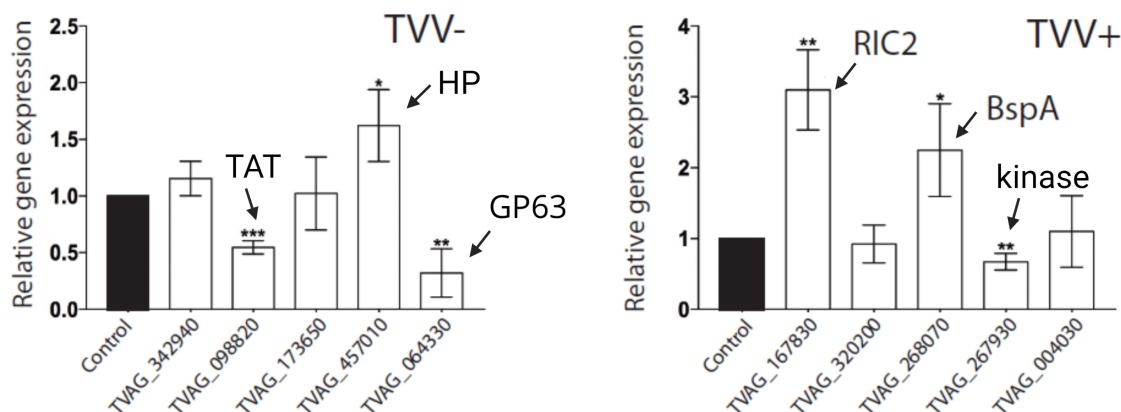 TVV-
Relative gene expression
2.5
2.0
1.5
1.0
0.5
0.0
HP
*
TAT
***
GP63
**
Control
TVAG_342940
TVAG_098820
TVAG_173650
TVAG_457010
TVAG_064330
TVV+
Relative gene expression
4
3
2
1
0
**
RIC2
*
BspA
kinase
**
Control
TVAG_167830
TVAG_320200
TVAG_268070
TVAG_267930
TVAG_004030